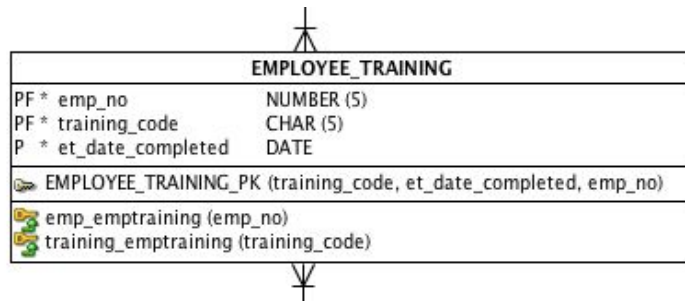 EMPLOYEE_TRAINING
PF * emp_no NUMBER (5)
PF * training_code CHAR (5)
P * et_date_completed DATE
EMPLOYEE_TRAINING_PK (training_code, et_date_completed, emp_no)
emp_emptraining (emp_no)
training_emptraining (training_code)